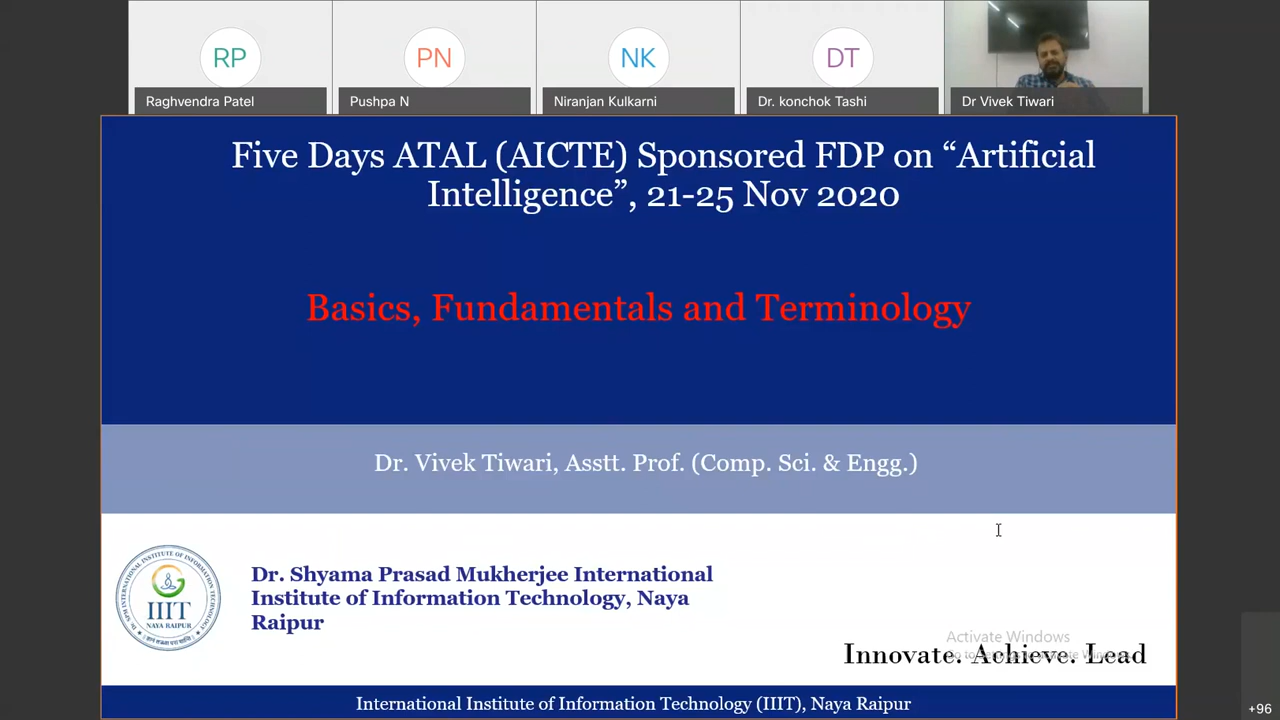 RP
PN
NK
DT
Raghvendra Patel
Pushpa N
Niranjan Kulkarni
Dr. konchok Tashi
Dr Vivek Tiwari
Five Days ATAL (AICTE) Sponsored FDP on “Artificial
Intelligence”, 21-25 Nov 2020
Basics, Fundamentals and Terminology
Dr. Vivek Tiwari, Asstt. Prof. (Comp. Sci. & Engg.)
IIIT
NAYA RAIPUR
Dr. Shyama Prasad Mukherjee International
Institute of Information Technology, Naya
Raipur
Activate Windows
Innovate. Achieve. Lead
International Institute of Information Technology (IIIT), Naya Raipur
+96